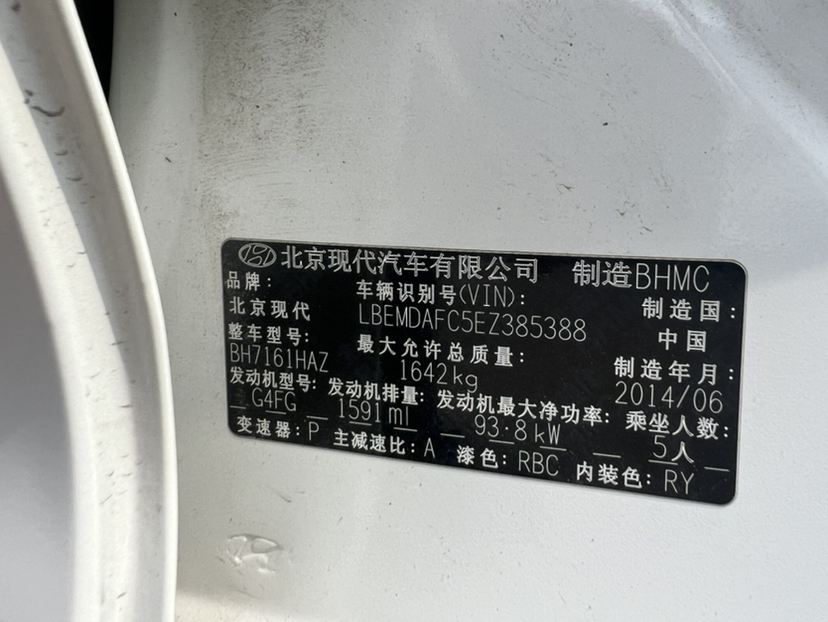 北京现代汽车有限公司 制造BHMC
品牌: 车辆识别号(VIN): 制造国:
北京现代 LBEMDAFC5EZ385388 中国
整车型号: 最大允许总质量: 制造年月:
BH7161HAZ 1642kg 2014/06
发动机型号: 发动机排量: 发动机最大净功率: 乘坐人数:
G4FG 1591ml 93.8kW 5人
变速器: P 主减速比: A 漆色: RBC 内装色: RY